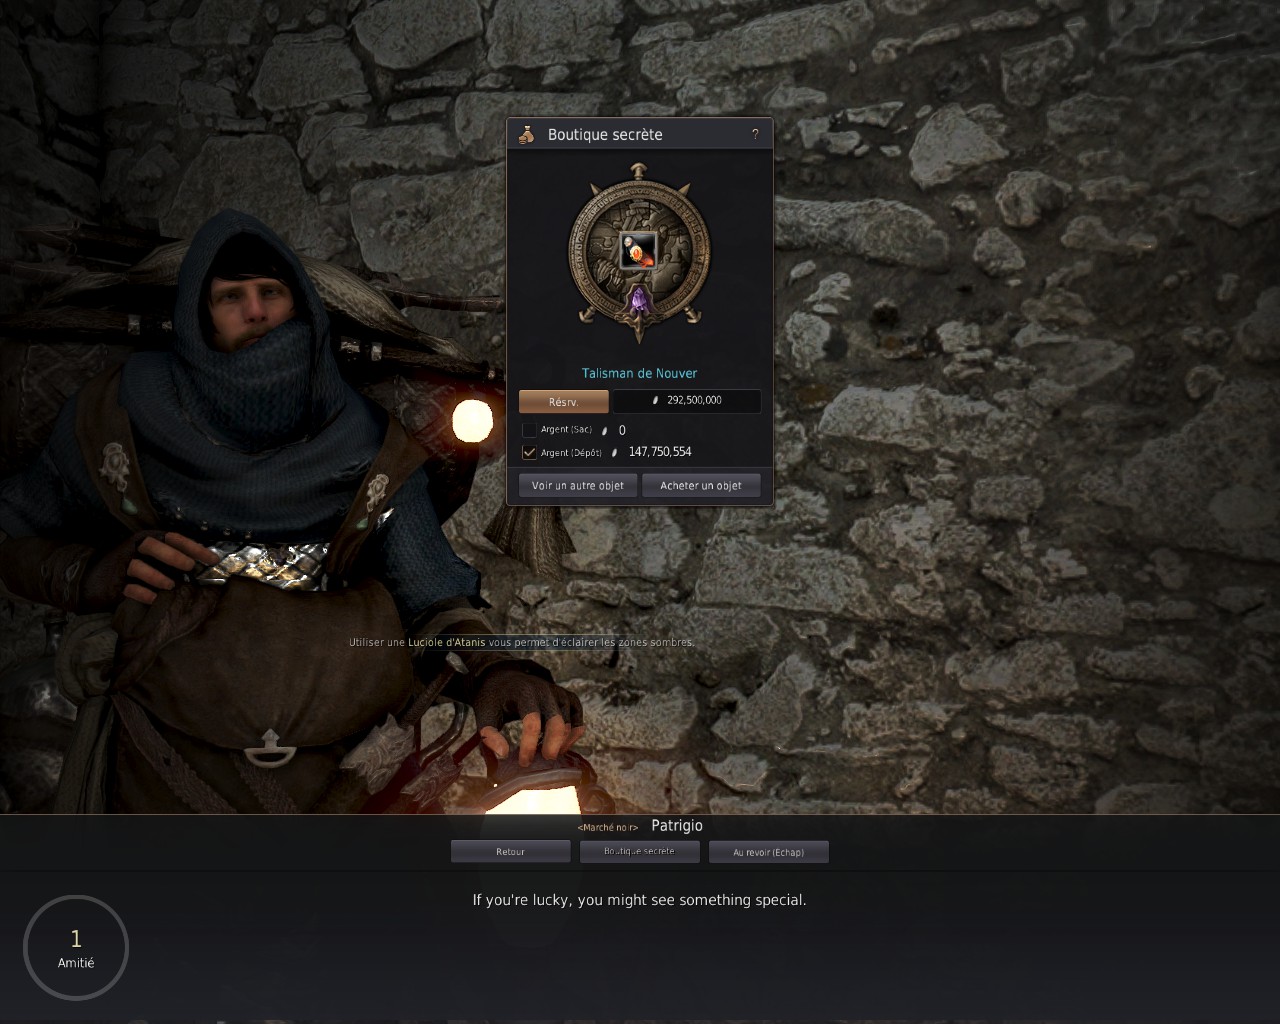 Boutique secrète
?
Talisman de Nouver
Résrv.
292,500,000
Argent (Sac) 0
Argent (Dépôt) 147,750,554
Voir un autre objet
Acheter un objet
Utiliser une Luciole d'Atanis vous permet d'éclairer les zones sombres.
<Marché noir> Patrigio
Retour
Boutique secrète
Au revoir (Echap)
If you're lucky, you might see something special.
1
Amitié